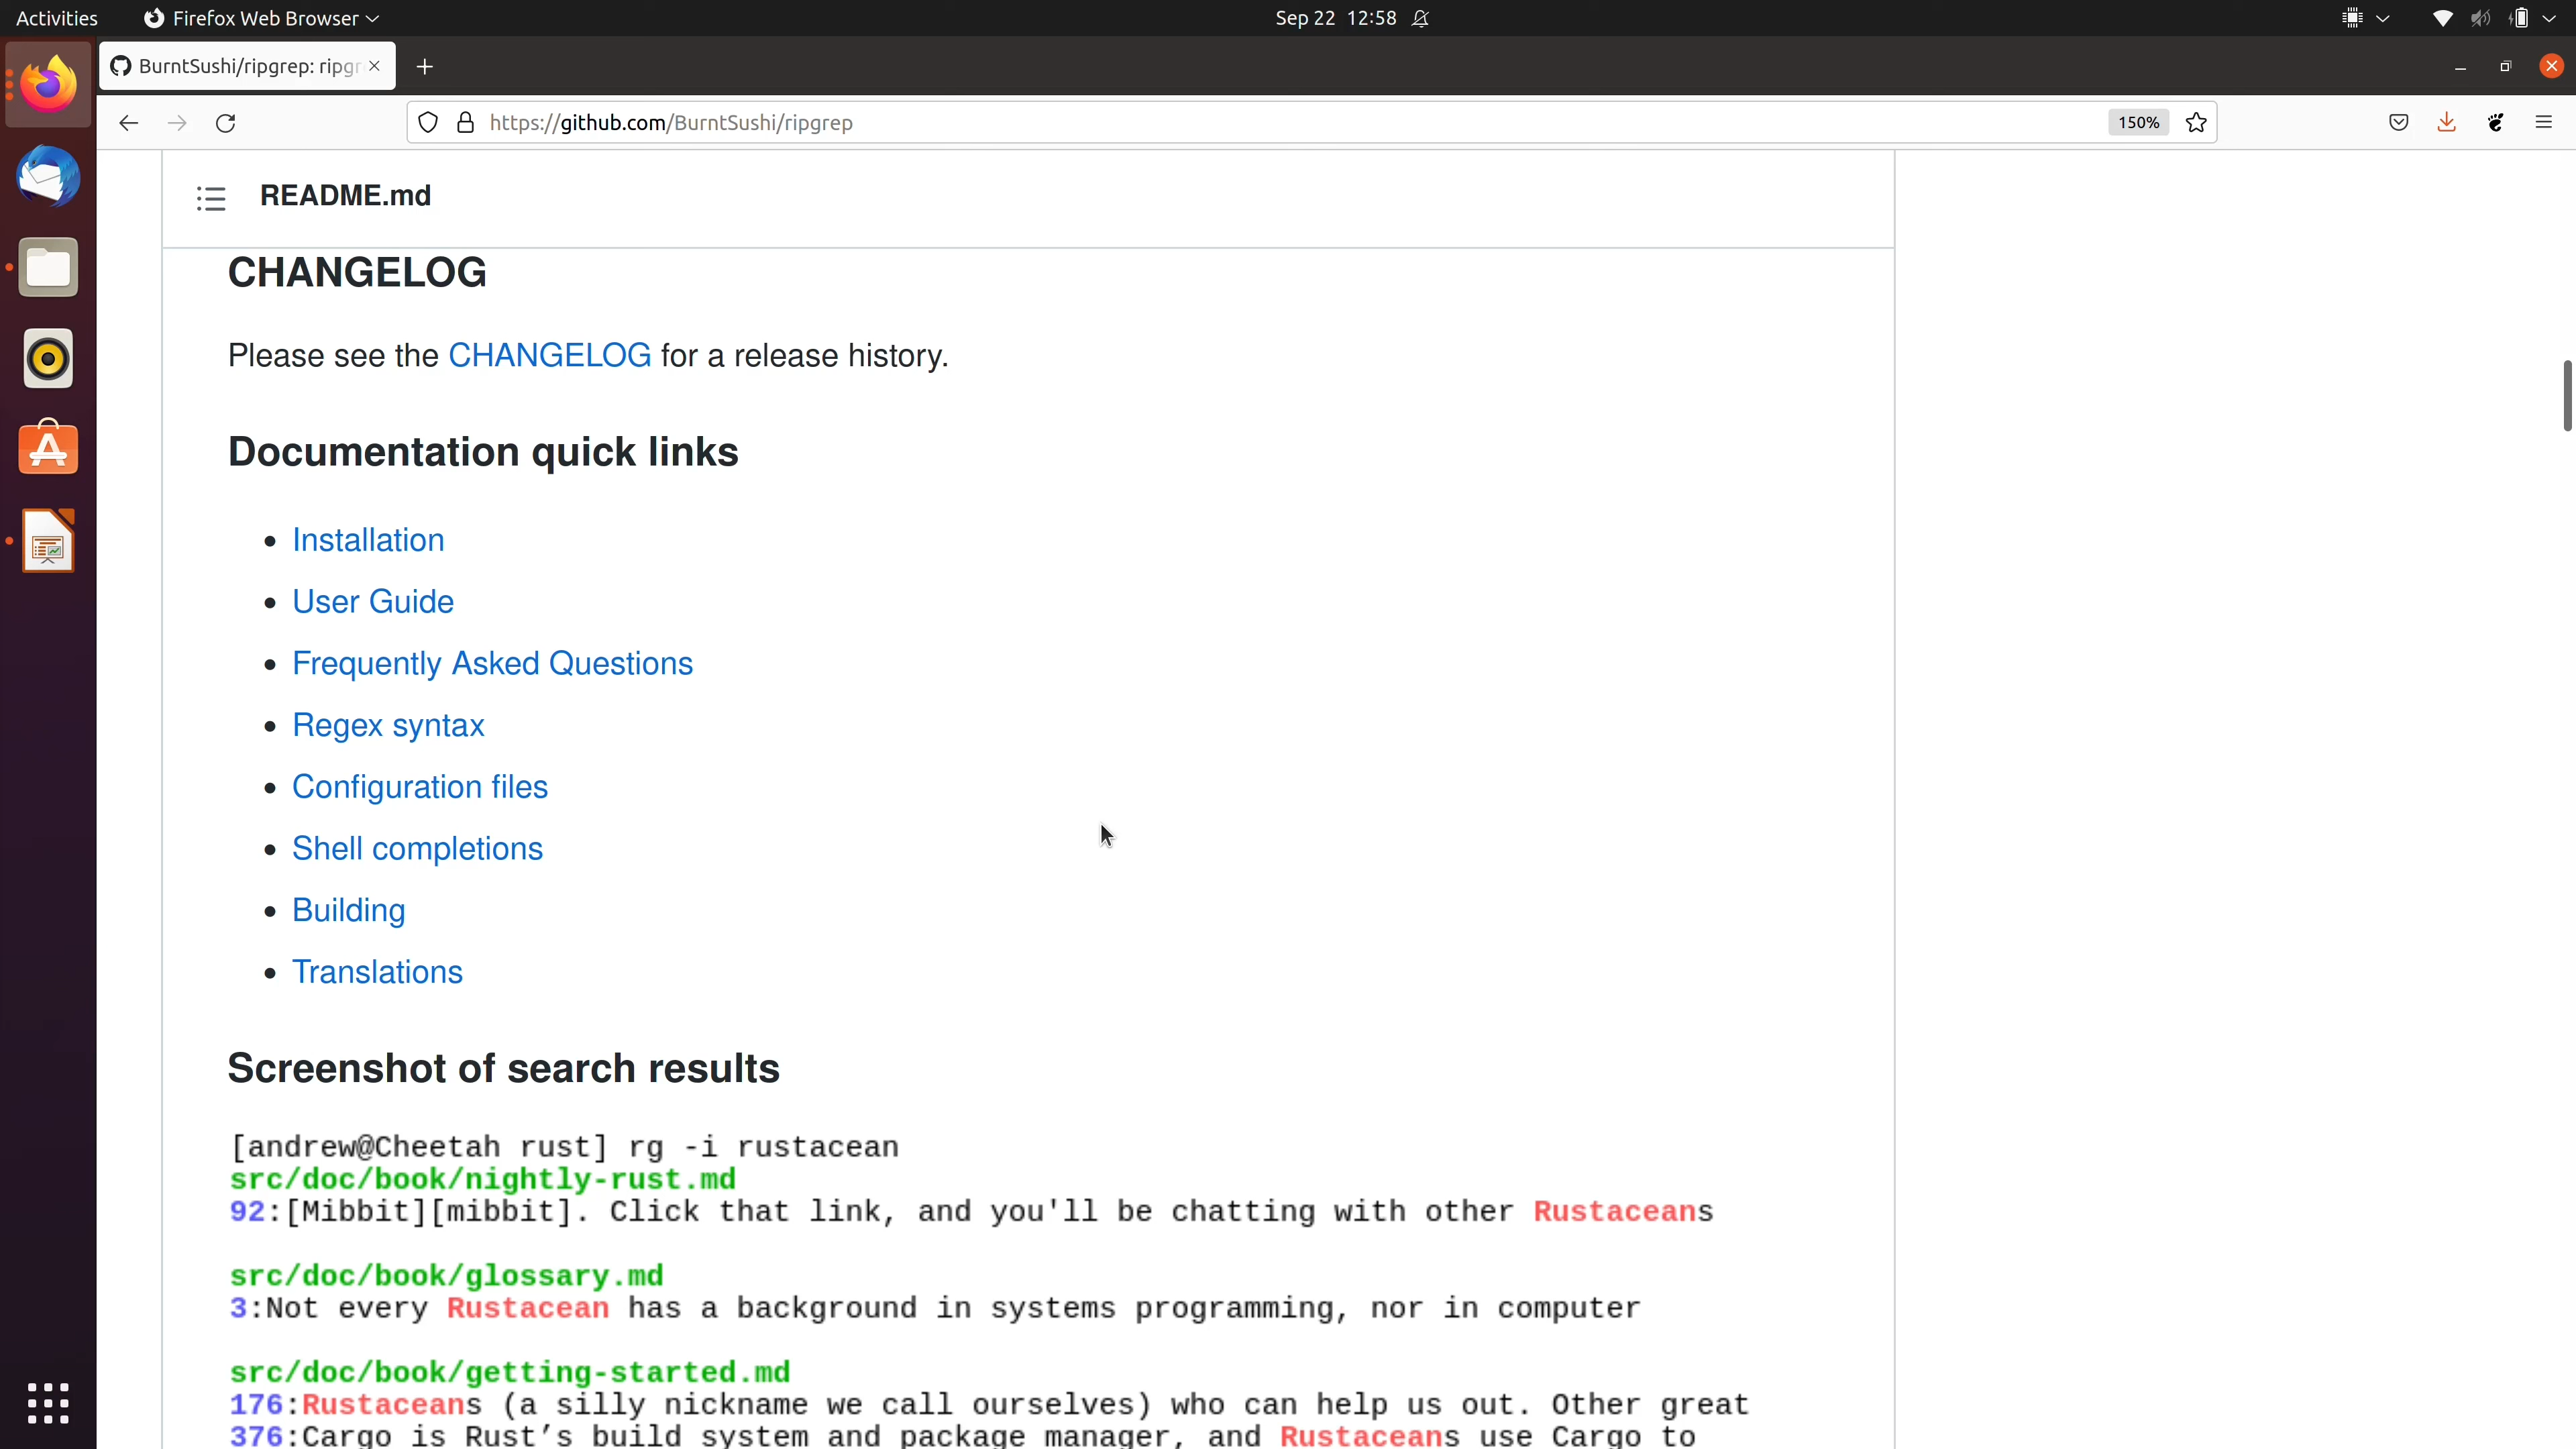 Activities
Firefox Web Browser
Sep 22 12:58
BurntSushi/ripgrep: ripgr
https://github.com/BurntSushi/ripgrep
150%
README.md
CHANGELOG
Please see the CHANGELOG for a release history.
Documentation quick links
Installation
User Guide
Frequently Asked Questions
Regex syntax
Configuration files
Shell completions
Building
Translations
Screenshot of search results
[andrew@Cheetah rust] rg -i rustacean
src/doc/book/nightly-rust.md
92:[Mibbit][mibbit]. Click that link, and you'll be chatting with other Rustaceans
src/doc/book/glossary.md
3:Not every Rustacean has a background in systems programming, nor in computer
src/doc/book/getting-started.md
176:Rustaceans (a silly nickname we call ourselves) who can help us out. Other great
376:Cargo is Rust’s build system and package manager, and Rustaceans use Cargo to